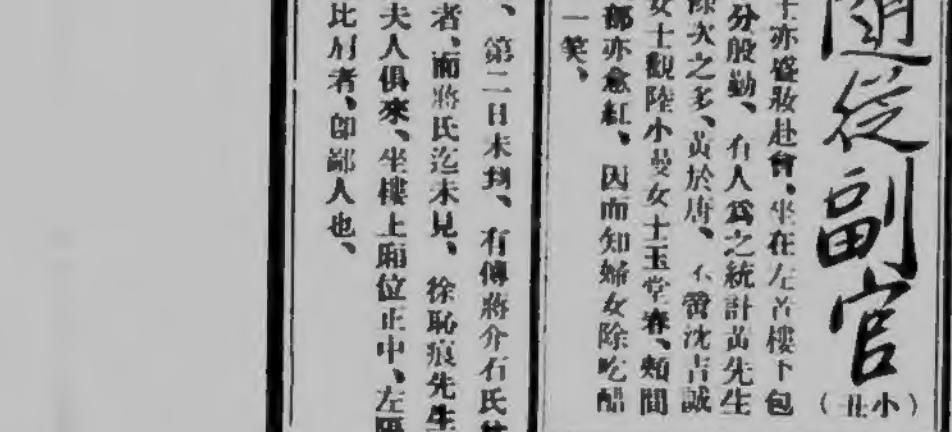 隨從副官
(小丑)
士亦盛妝赴會、坐在左首樓下包
分殷勤、有人爲之統計黃先生
餘次之多、黃於唐、不啻沈吉誠
女士觀陸小曼女士玉堂春、頰間
鄧亦愈紅、因而知婦女除吃醋
一笑、
、第二日未到、有傳蔣介石氏
者、而蔣氏迄未見、徐恥痕先生
夫人俱來、坐樓上廂位正中、左
比肩者、卽鄙人也、